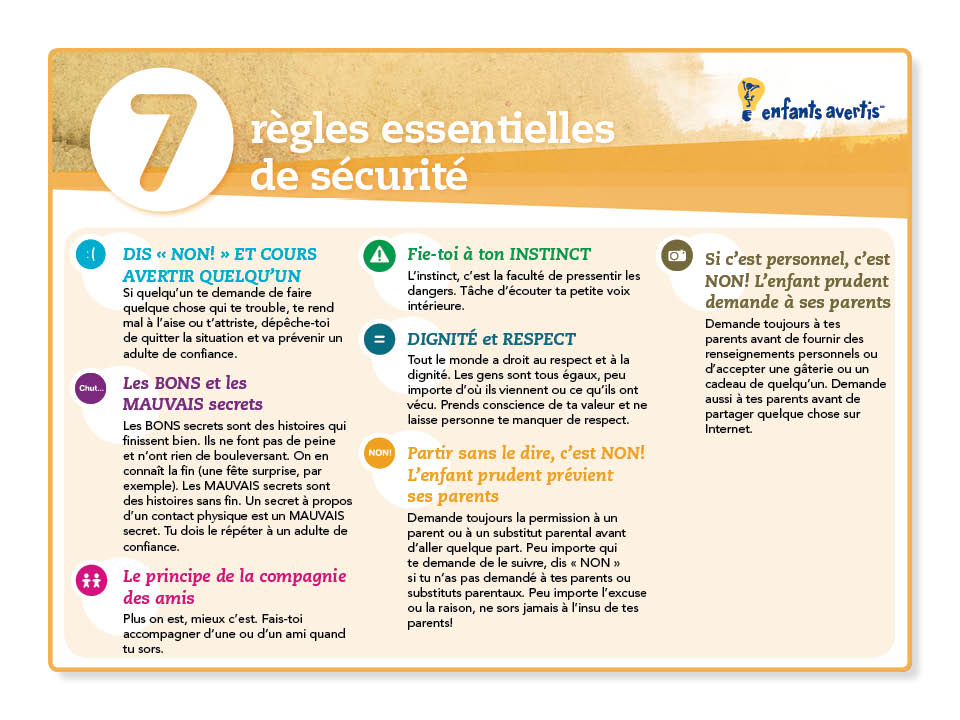 7
règles essentielles
de sécurité
enfants avertis™
:(
DIS « NON! » ET COURS
AVERTIR QUELQU’UN
Si quelqu’un te demande de faire
quelque chose qui te trouble, te rend
mal à l’aise ou t’attriste, dépêche-toi
de quitter la situation et va prévenir un
adulte de confiance.
Chut...
Les BONS et les
MAUVAIS secrets
Les BONS secrets sont des histoires qui
finissent bien. Ils ne font pas de peine
et n’ont rien de bouleversant. On en
connaît la fin (une fête surprise, par
exemple). Les MAUVAIS secrets sont
des histoires sans fin. Un secret à propos
d’un contact physique est un MAUVAIS
secret. Tu dois le répéter à un adulte de
confiance.
Le principe de la compagnie
des amis
Plus on est, mieux c’est. Fais-toi
accompagner d’une ou d’un ami quand
tu sors.
Fie-toi à ton INSTINCT
L’instinct, c’est la faculté de pressentir les
dangers. Tâche d’écouter ta petite voix
intérieure.
=
DIGNITÉ et RESPECT
Tout le monde a droit au respect et à la
dignité. Les gens sont tous égaux, peu
importe d’où ils viennent ou ce qu’ils ont
vécu. Prends conscience de ta valeur et ne
laisse personne te manquer de respect.
NON!
Partir sans le dire, c’est NON!
L’enfant prudent prévient
ses parents
Demande toujours la permission à un
parent ou à un substitut parental avant
d’aller quelque part. Peu importe qui
te demande de le suivre, dis « NON »
si tu n’as pas demandé à tes parents ou
substituts parentaux. Peu importe l’excuse
ou la raison, ne sors jamais à l’insu de tes
parents!
Si c’est personnel, c’est
NON! L’enfant prudent
demande à ses parents
Demande toujours à tes
parents avant de fournir des
renseignements personnels ou
d’accepter une gâterie ou un
cadeau de quelqu’un. Demande
aussi à tes parents avant de
partager quelque chose sur
Internet.